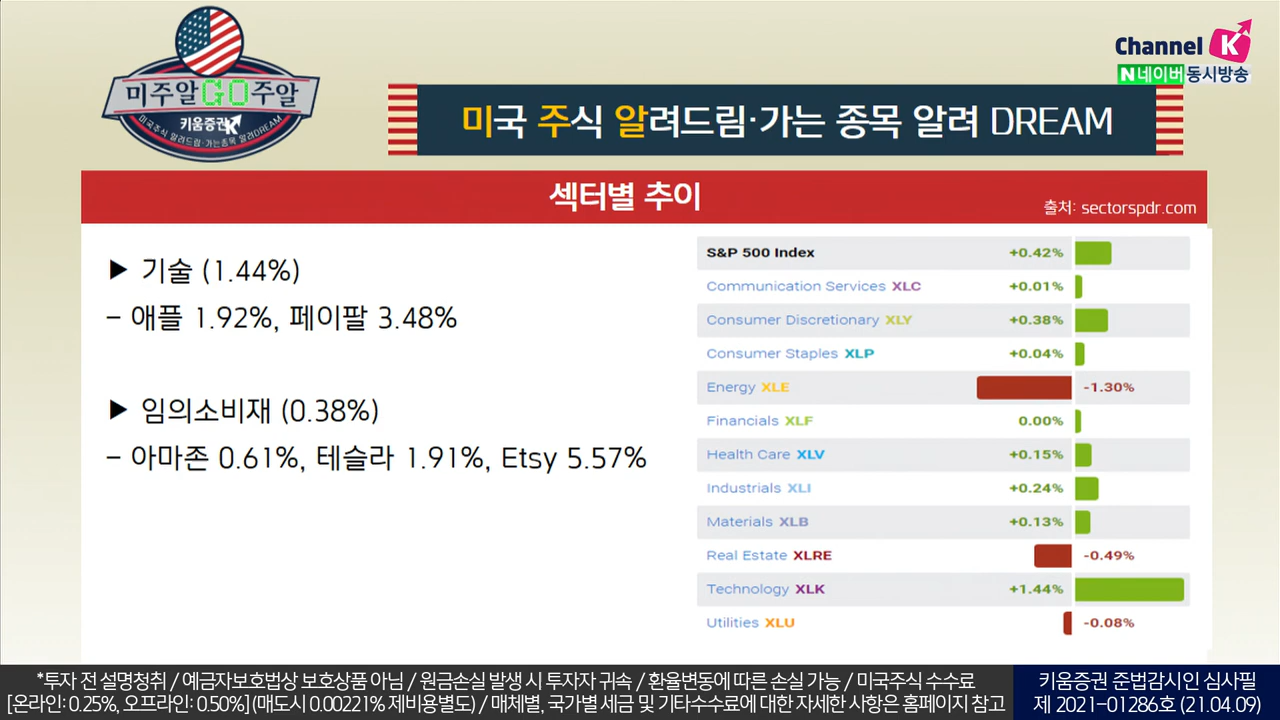 미주알GO주알
키움증권K
미국주식 알려드림·가는종목 알려DREAM
Channel K
N 네이버 동시방송
미국 주식 알려드림·가는 종목 알려 DREAM
섹터별 추이
출처: sectorspdr.com
▶ 기술 (1.44%)
- 애플 1.92%, 페이팔 3.48%
▶ 임의소비재 (0.38%)
- 아마존 0.61%, 테슬라 1.91%, Etsy 5.57%
S&P 500 Index +0.42%
Communication Services XLC +0.01%
Consumer Discretionary XLY +0.38%
Consumer Staples XLP +0.04%
Energy XLE -1.30%
Financials XLF 0.00%
Health Care XLV +0.15%
Industrials XLI +0.24%
Materials XLB +0.13%
Real Estate XLRE -0.49%
Technology XLK +1.44%
Utilities XLU -0.08%
*투자 전 설명청취 / 예금자보호법상 보호상품 아님 / 원금손실 발생 시 투자자 귀속 / 환율변동에 따른 손실 가능 / 미국주식 수수료
[온라인: 0.25%, 오프라인: 0.50%] (매도시 0.00221% 제비용별도) / 매체별, 국가별 세금 및 기타수수료에 대한 자세한 사항은 홈페이지 참고
키움증권 준법감시인 심사필
제 2021-01286호 (21.04.09)